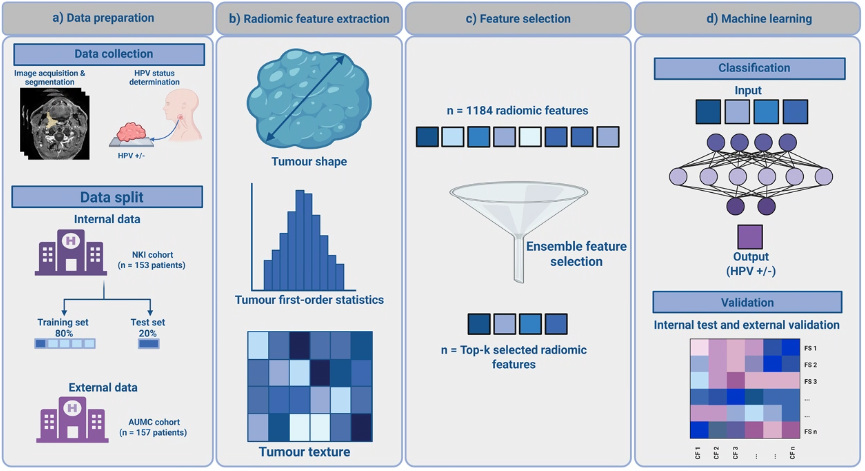 a) Data preparation
Data collection
Image acquisition &
segmentation
HPV status
determination
HPV +/-
Data split
Internal data
H
NKI cohort
(n = 153 patients)
Training set
80%
Test set
20%
External data
H
AUMC cohort
(n = 157 patients)
b) Radiomic feature extraction
Tumour shape
Tumour first-order statistics
Tumour texture
c) Feature selection
n = 1184 radiomic features
Ensemble feature
selection
n = Top-k selected radiomic
features
d) Machine learning
Classification
Input
Output
(HPV +/-)
Validation
Internal test and external validation
FS 1
FS 2
FS 3
...
...
FS n
CF 1
CF 2
CF 3
...
...
CF n